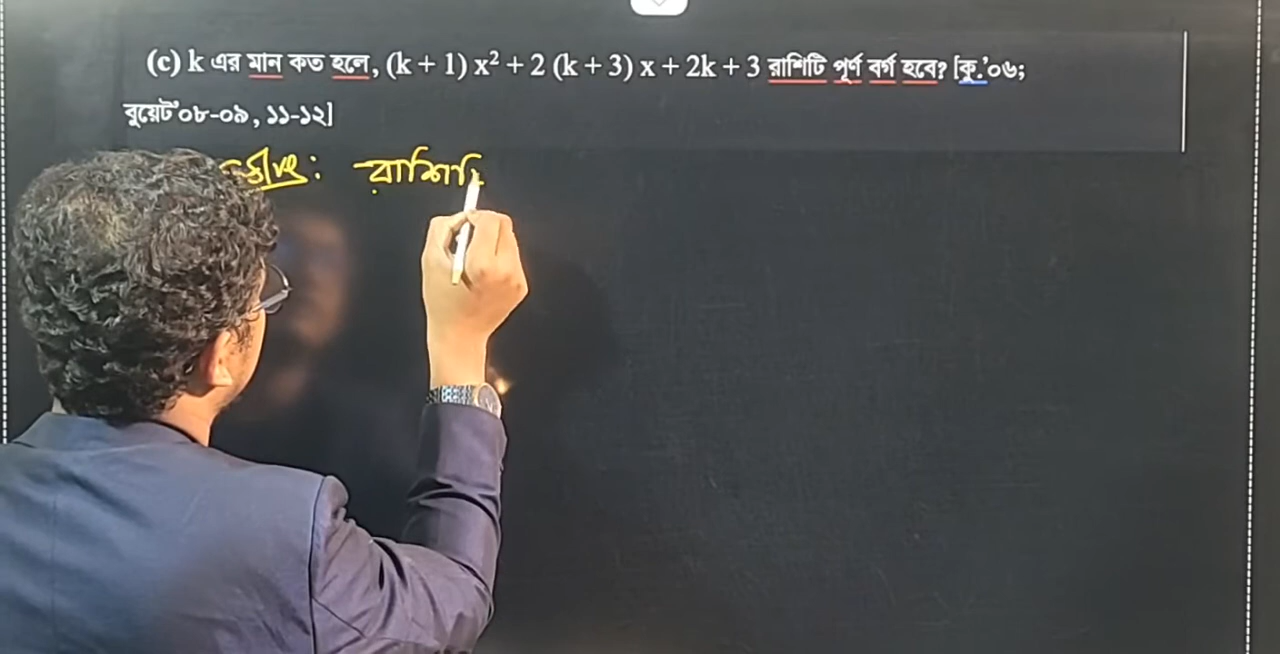 (c) k এর মান কত হলে, (k + 1) x² + 2 (k + 3) x + 2k + 3 রাশিটি পূর্ণ বর্গ হবে? [কু.'০৬;
বুয়েট'০৮-০৯, ১১-১২]
: রাশি